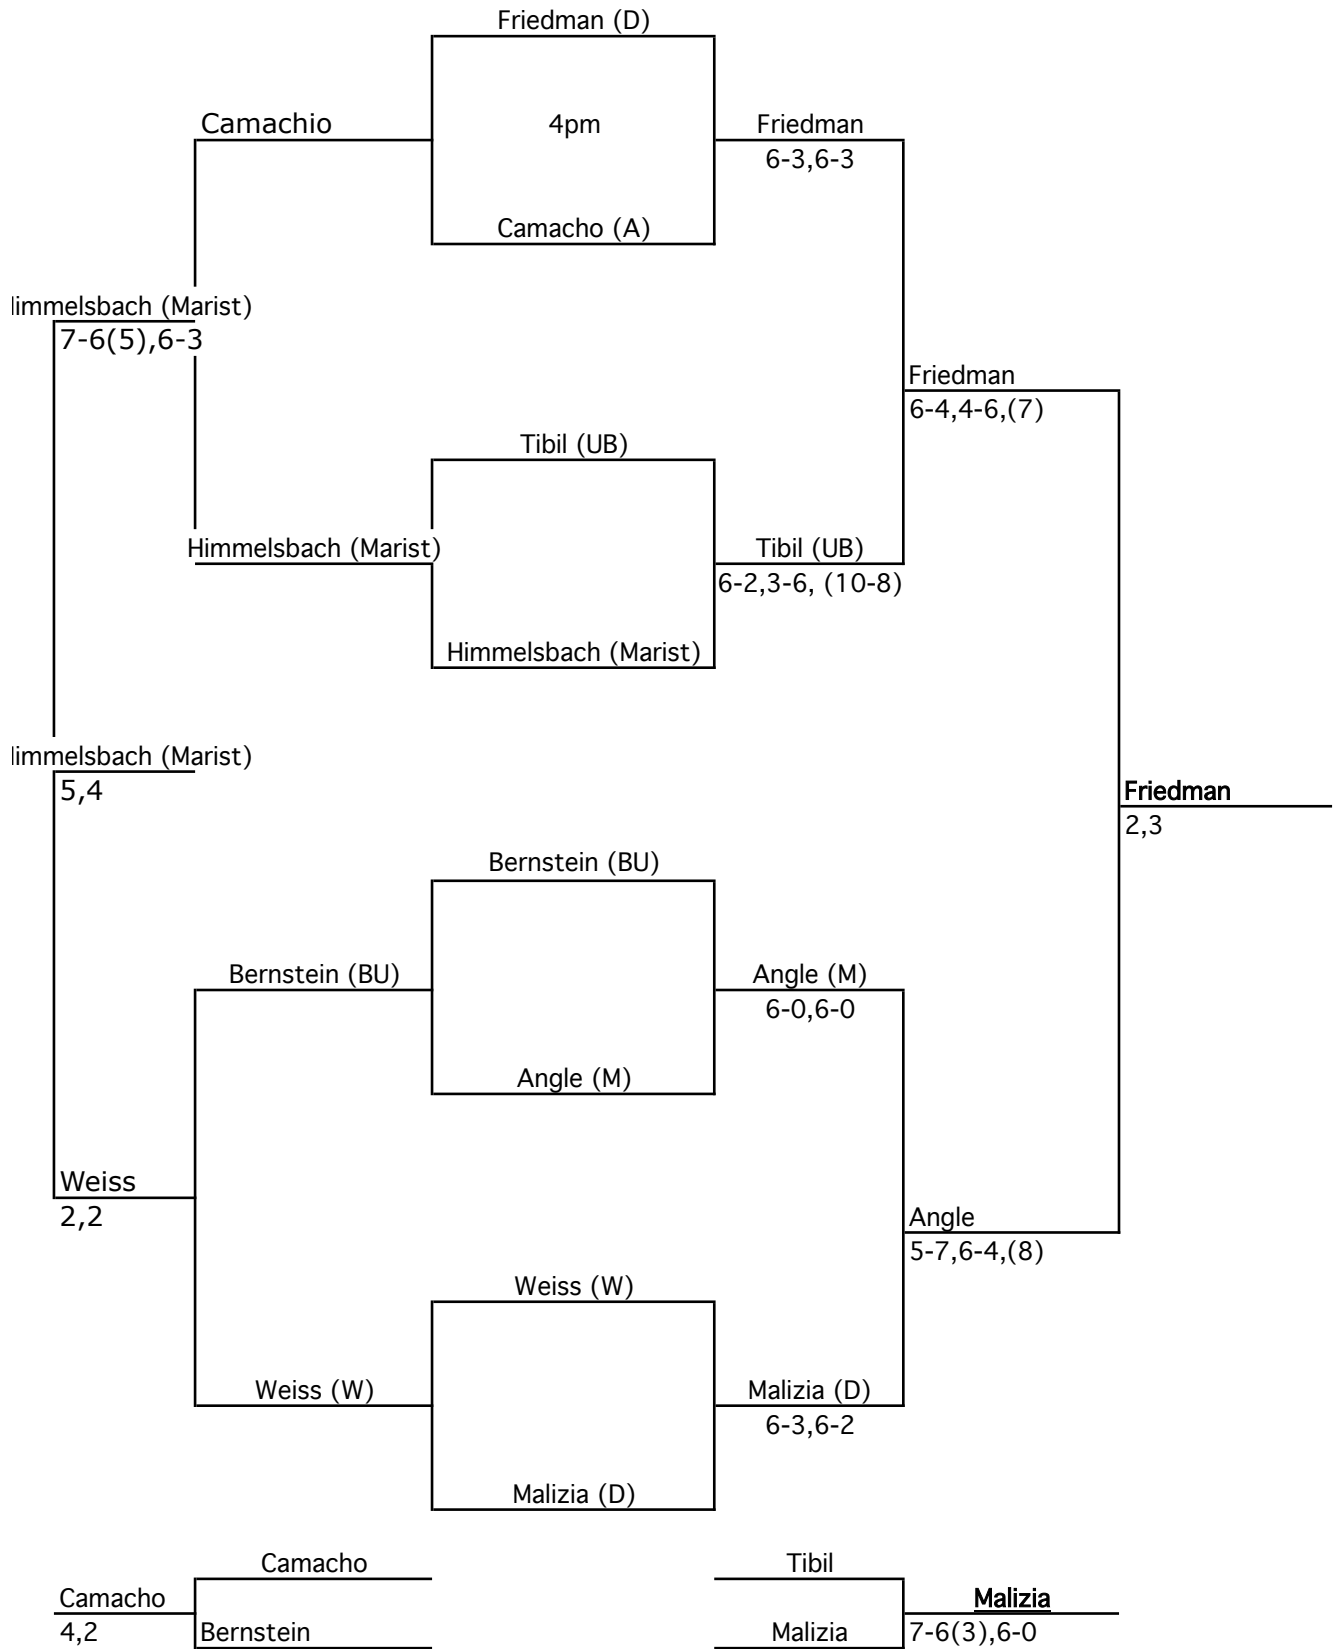 Friedman (D)
Camachio
4pm
Friedman
6-3,6-3
Camacho (A)
immelsbach (Marist)
7-6(5),6-3
Friedman
6-4,4-6,(7)
Tibil (UB)
Himmelsbach (Marist)
Tibil (UB)
6-2,3-6, (10-8)
Himmelsbach (Marist)
immelsbach (Marist)
5,4
Friedman
2,3
Bernstein (BU)
Bernstein (BU)
Angle (M)
6-0,6-0
Angle (M)
Weiss
2,2
Angle
5-7,6-4,(8)
Weiss (W)
Weiss (W)
Malizia (D)
6-3,6-2
Malizia (D)
Camacho
Tibil
Camacho
Malizia
4,2
Bernstein
Malizia
7-6(3),6-0